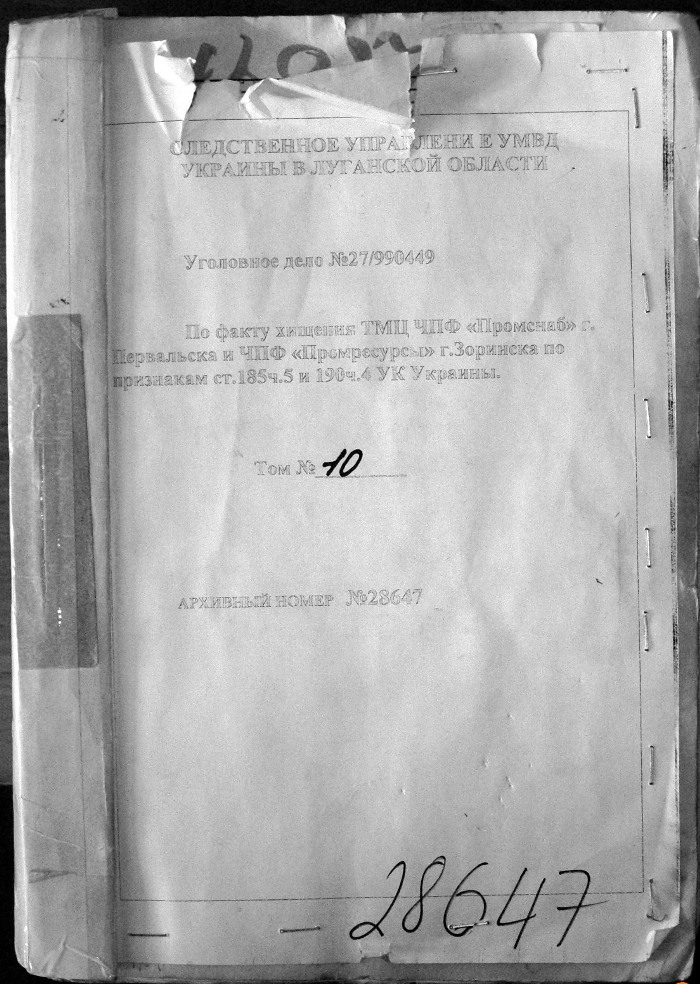 СЛЕДСТВЕННОЕ УПРАВЛЕНИ Е УМВД
УКРАИНЫ В ЛУГАНСКОЙ ОБЛАСТИ
Уголовное дело №27/990449
По факту хищения ТМЦ ЧПФ «Промснаб» г.
Первальска и ЧПФ «Промресурсы» г.Зоринска по
признакам ст.185ч.5 и 190ч.4 УК Украины.
Том № 10
АРХИВНЫЙ НОМЕР №28647
28647